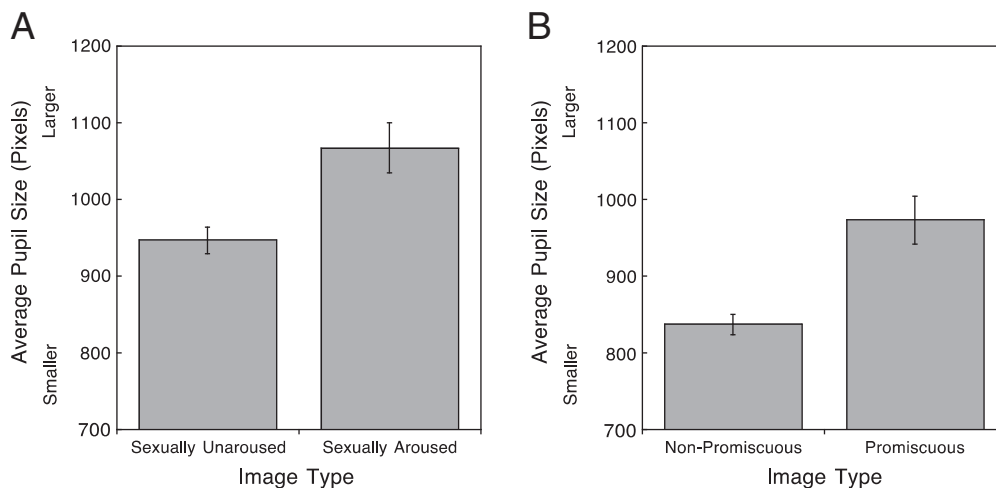 A
Average Pupil Size (Pixels)
Smaller
Larger
1200
1100
1000
900
800
700
Sexually Unaroused
Sexually Aroused
Image Type
B
Average Pupil Size (Pixels)
Smaller
Larger
1200
1100
1000
900
800
700
Non-Promiscuous
Promiscuous
Image Type